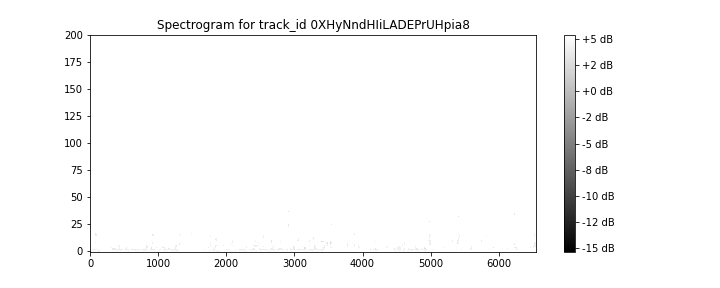 Spectrogram for track_id 0XHyNndHIiLADEPrUHpia8
200
175
150
125
100
75
50
25
0
0 1000 2000 3000 4000 5000 6000
+5 dB
+2 dB
+0 dB
-2 dB
-5 dB
-8 dB
-10 dB
-12 dB
-15 dB